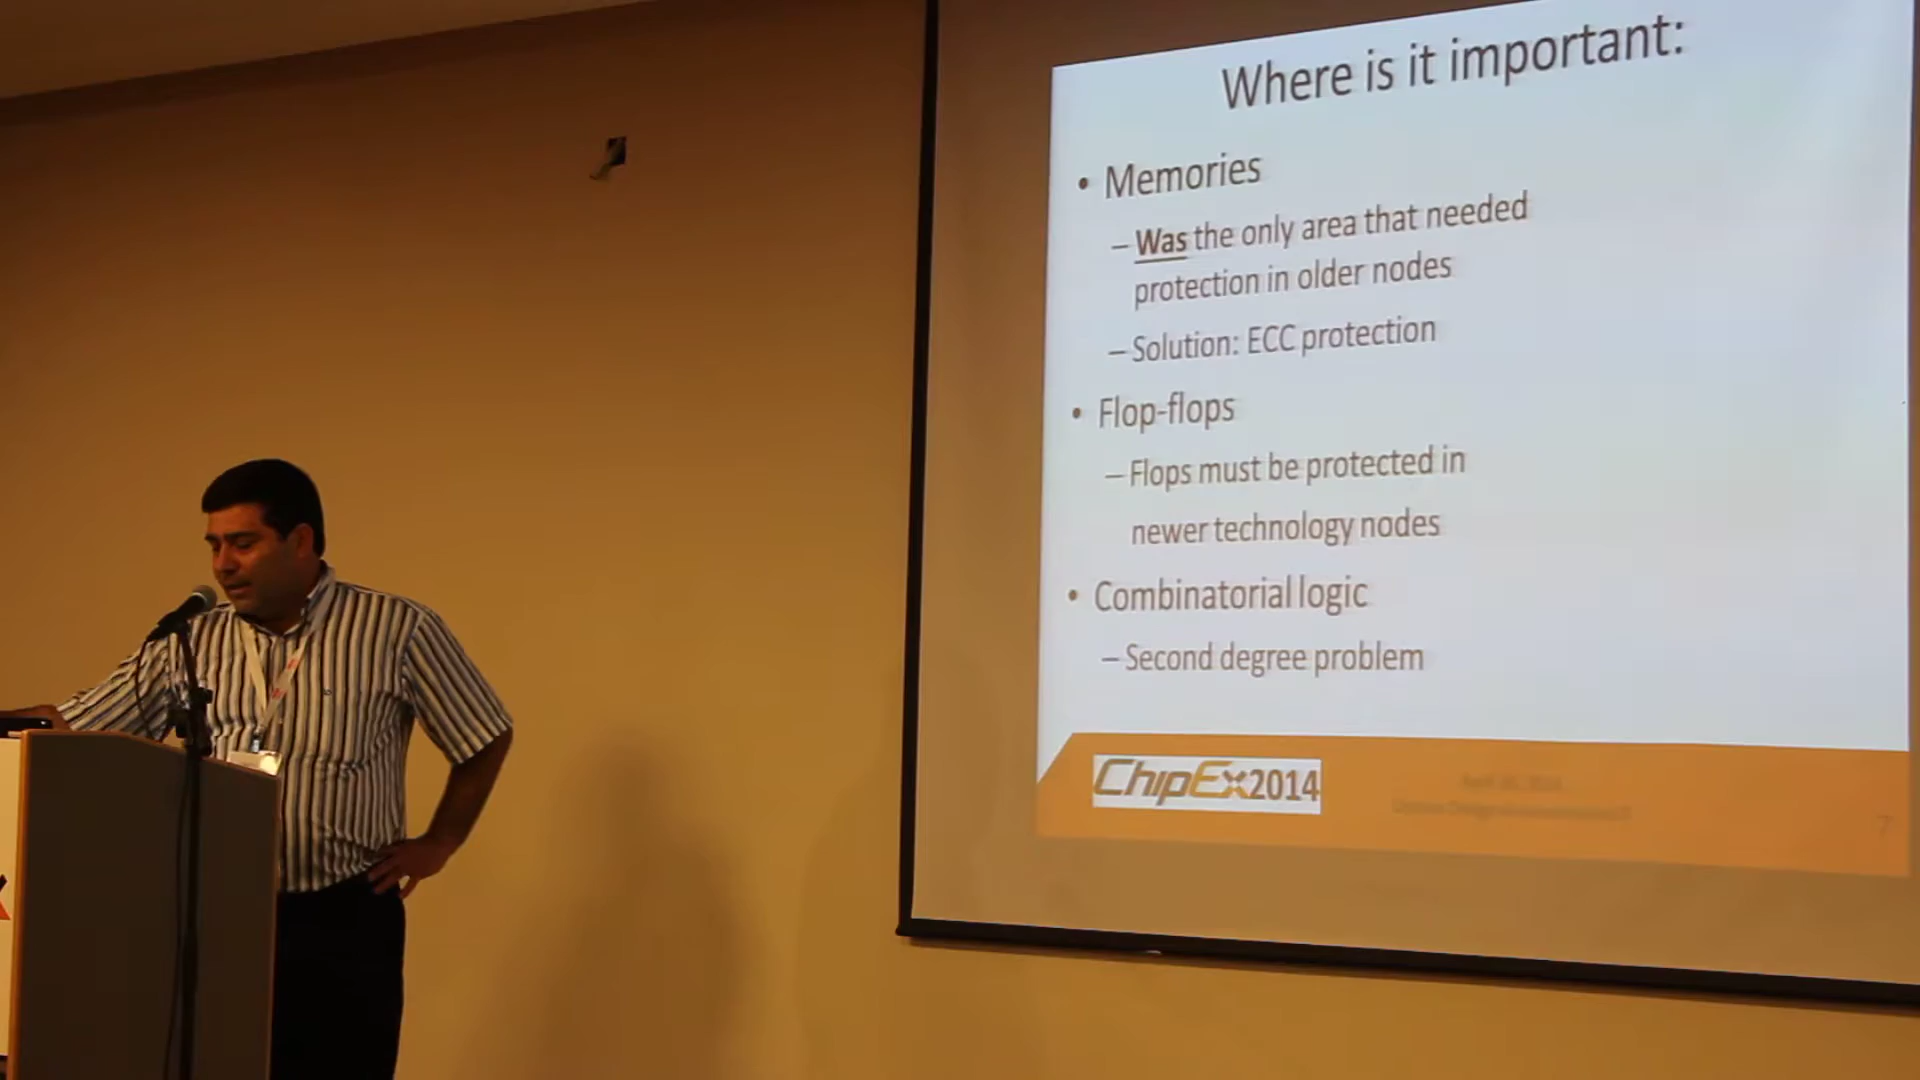 Where is it important:
• Memories
– Was the only area that needed
protection in older nodes
– Solution: ECC protection
• Flop-flops
– Flops must be protected in
newer technology nodes
• Combinatorial logic
– Second degree problem
ChipEx2014
7